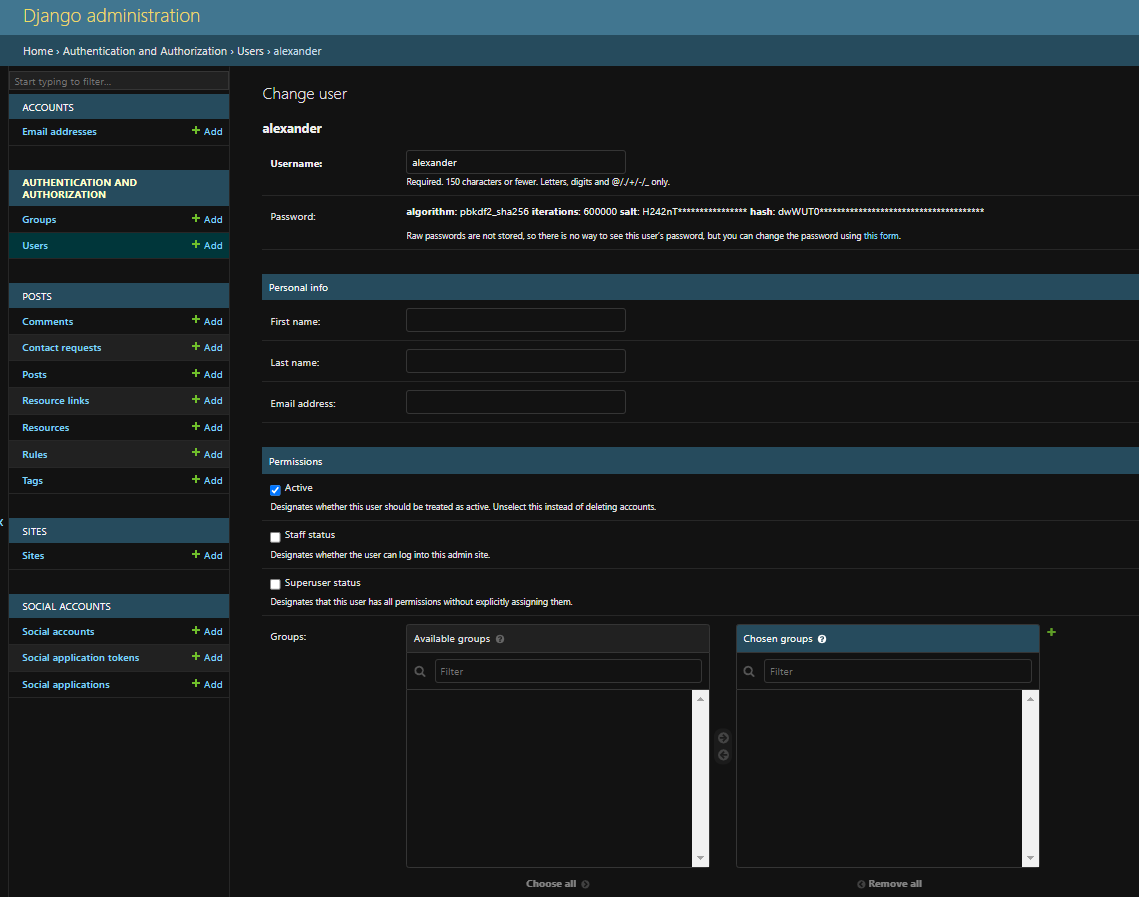 Django administration
Home › Authentication and Authorization › Users › alexander
Start typing to filter...
ACCOUNTS
Email addresses + Add
AUTHENTICATION AND
AUTHORIZATION
Groups + Add
Users + Add
POSTS
Comments + Add
Contact requests + Add
Posts + Add
Resource links + Add
Resources + Add
Rules + Add
Tags + Add
SITES
Sites + Add
SOCIAL ACCOUNTS
Social accounts + Add
Social application tokens + Add
Social applications + Add
Change user
alexander
Username: alexander
Required. 150 characters or fewer. Letters, digits and @/./+/-/_ only.
Password: algorithm: pbkdf2_sha256 iterations: 600000 salt: H242nT**************** hash: dwWUT0**************************************
Raw passwords are not stored, so there is no way to see this user's password, but you can change the password using this form.
Personal info
First name:
Last name:
Email address:
Permissions
Active
Designates whether this user should be treated as active. Unselect this instead of deleting accounts.
Staff status
Designates whether the user can log into this admin site.
Superuser status
Designates that this user has all permissions without explicitly assigning them.
Groups:
Available groups ?
Filter
Choose all
Chosen groups ?
Filter
Remove all